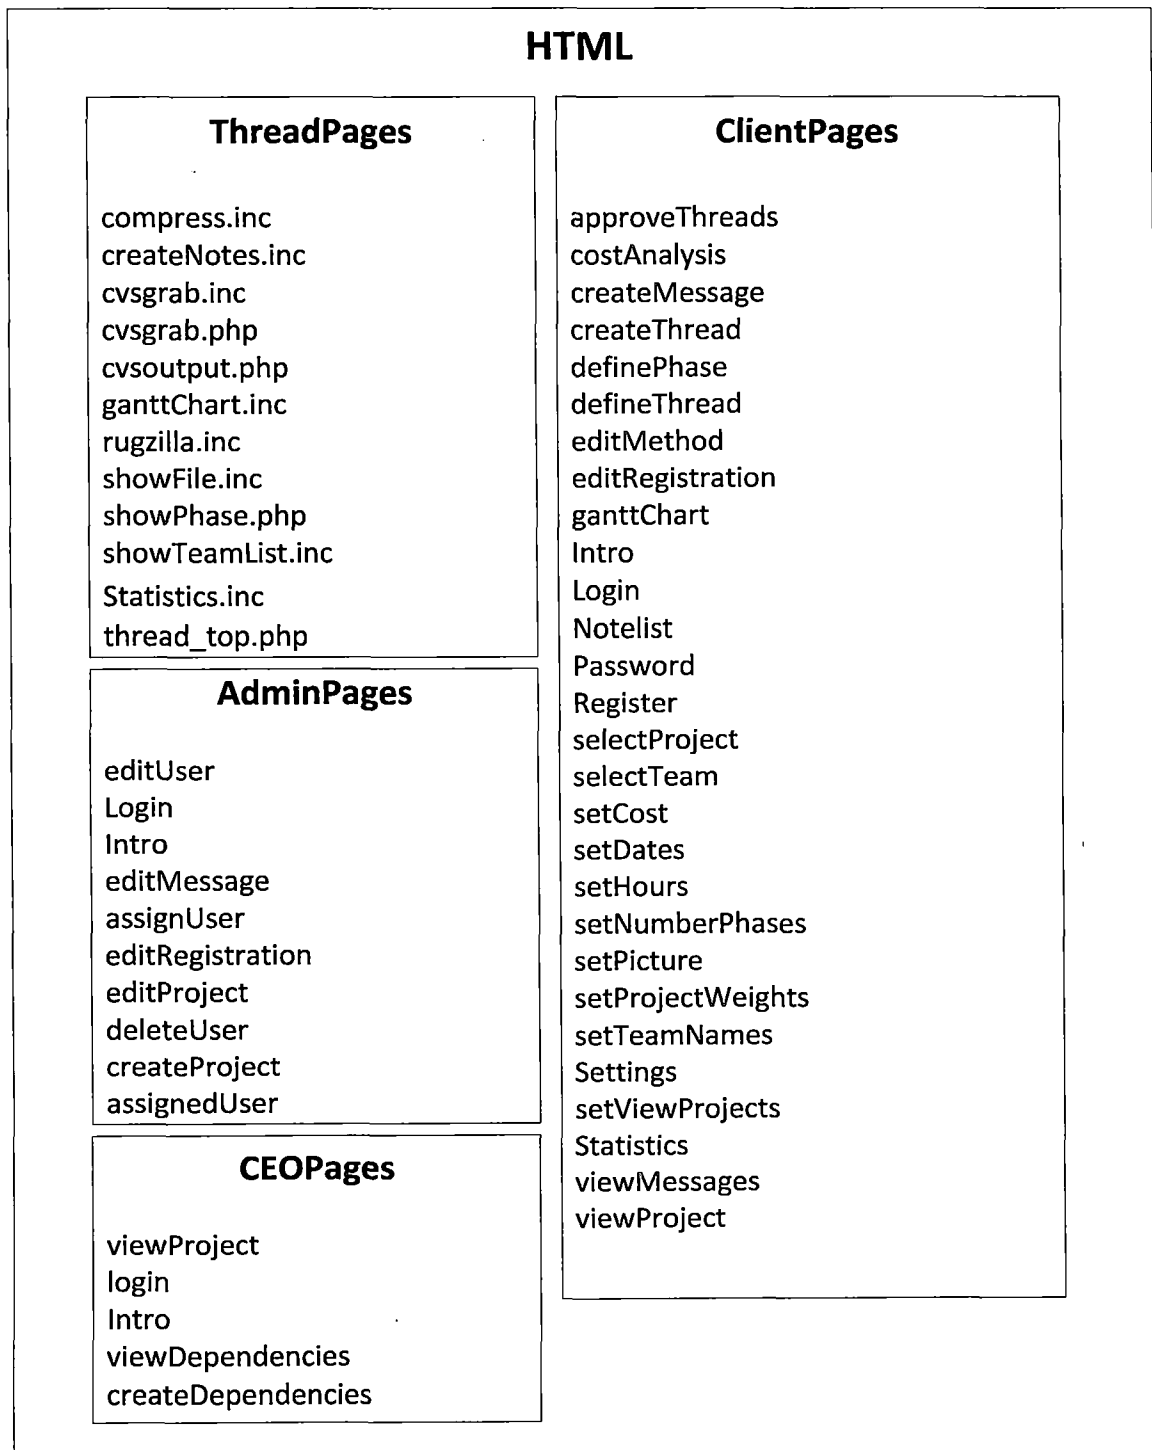 HTML
ThreadPages
compress.inc
createNotes.inc
cvsgrab.inc
cvsgrab.php
cvsoutput.php
ganttChart.inc
rugzilla.inc
showFile.inc
showPhase.php
showTeamList.inc
Statistics.inc
thread_top.php
AdminPages
editUser
Login
Intro
editMessage
assignUser
editRegistration
editProject
deleteUser
createProject
assignedUser
CEOPages
viewProject
login
Intro
viewDependencies
createDependencies
ClientPages
approveThreads
costAnalysis
createMessage
createThread
definePhase
defineThread
editMethod
editRegistration
ganttChart
Intro
Login
Notelist
Password
Register
selectProject
selectTeam
setCost
setDates
setHours
setNumberPhases
setPicture
setProjectWeights
setTeamNames
Settings
setViewProjects
Statistics
viewMessages
viewProject